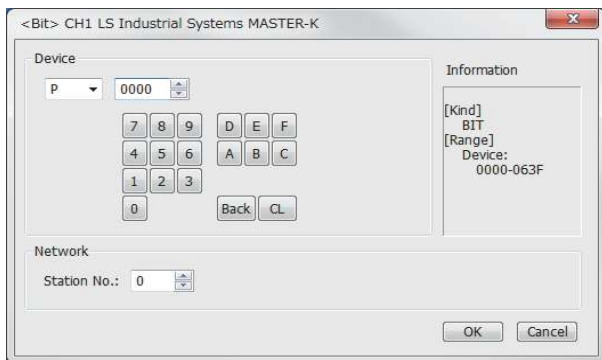 <Bit> CH1 LS Industrial Systems MASTER-K
Device
P 0000
7 8 9 D E F
4 5 6 A B C
1 2 3
0 Back CL
Information
[Kind]
BIT
[Range]
Device:
0000-063F
Network
Station No.: 0
OK Cancel